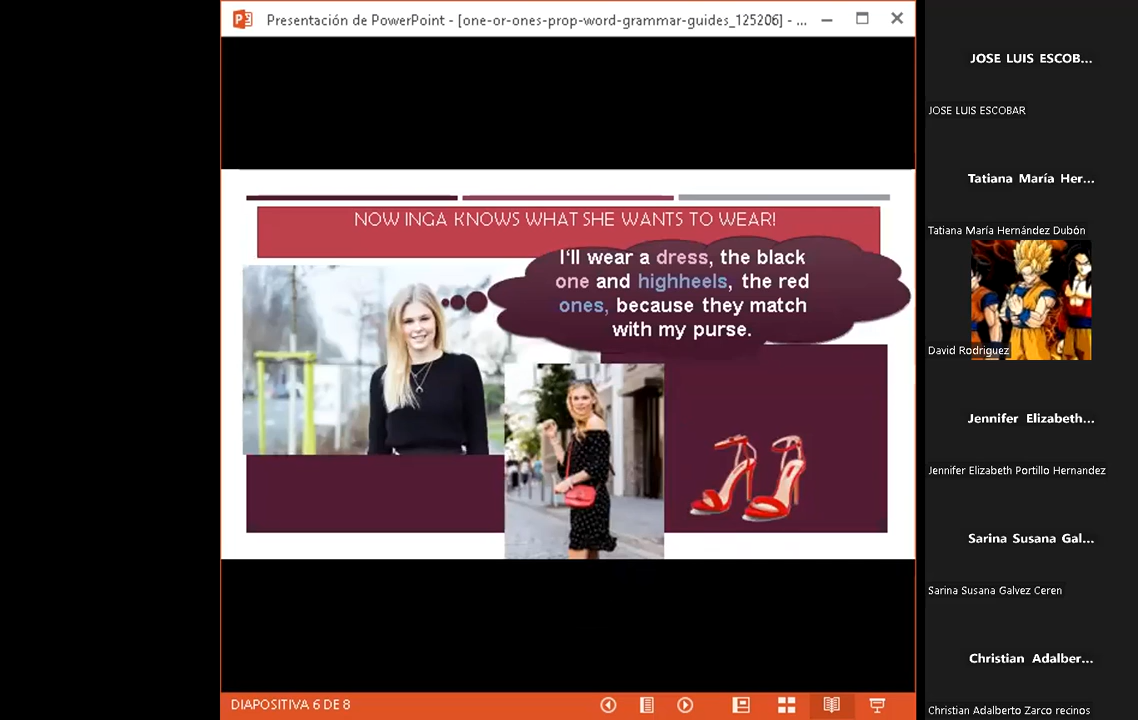 Presentación de PowerPoint - [one-or-ones-prop-word-grammar-guides_125206] - ...
NOW INGA KNOWS WHAT SHE WANTS TO WEAR!
I'll wear a dress, the black
one and highheels, the red
ones, because they match
with my purse.
DIAPOSITIVA 6 DE 8
JOSE LUIS ESCOB...
JOSE LUIS ESCOBAR
Tatiana María Her...
Tatiana María Hernández Dubón
David Rodriguez
Jennifer Elizabeth...
Jennifer Elizabeth Portillo Hernandez
Sarina Susana Gal...
Sarina Susana Galvez Ceren
Christian Adalber...
Christian Adalberto Zarco recinos